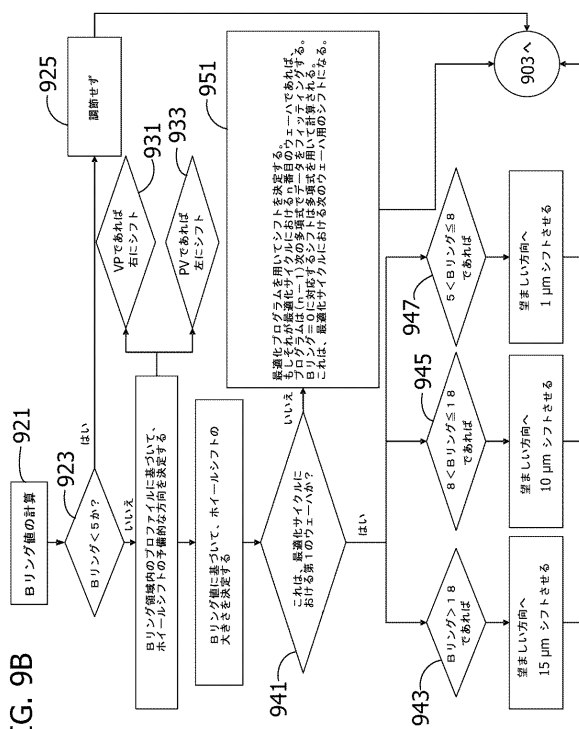 IG. 9B
921
Bリング値の計算
923
Bリング<5か?
はい
いいえ
925
調節せず
Bリング領域内のプロファイルに基づいて、
ホイールシフトの予備的な方向を決定する
VPであれば
右にシフト
931
PVであれば
左にシフト
933
Bリング値に基づいて、ホイールシフトの
大きさを決定する
941
これは、最適化サイクルに
おける第1のウェーハか?
いいえ
はい
951
最適化プログラムを用いてシフトを決定する。
もしそれが最適化サイクルにおけるn番目のウェーハであれば、
プログラムは(n−1)次の多項式でデータをフィッティングする。
Bリング=0に対応するシフトは多項式を用いて計算される。
これは、最適化サイクルにおける次のウェーハ用のシフトになる。
943
Bリング>18
であれば
945
8<Bリング≦18
であれば
947
5<Bリング≦8
であれば
望ましい方向へ
15 μm シフトさせる
望ましい方向へ
10 μm シフトさせる
望ましい方向へ
1 μm シフトさせる
903へ